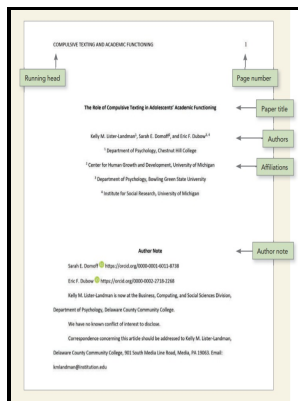 COMPULSIVE TEXTING AND ACADEMIC FUNCTIONING 1
Running head
Page number
The Role of Compulsive Texting in Adolescents' Academic Functioning
Paper title
Kelly M. Lister-Landman1, Sarah E. Domoff2, and Eric F. Dubow3,4
Authors
1 Department of Psychology, Chestnut Hill College
2 Center for Human Growth and Development, University of Michigan
Affiliations
3 Department of Psychology, Bowling Green State University
4 Institute for Social Research, University of Michigan
Author Note
Author note
Sarah E. Domoff https://orcid.org/0000-0001-6011-8738
Eric F. Dubow https://orcid.org/0000-0002-2718-2268
Kelly M. Lister-Landman is now at the Business, Computing, and Social Sciences Division,
Department of Psychology, Delaware County Community College.
We have no known conflict of interest to disclose.
Correspondence concerning this article should be addressed to Kelly M. Lister-Landman,
Delaware County Community College, 901 South Media Line Road, Media, PA 19063. Email:
kmlandman@institution.edu